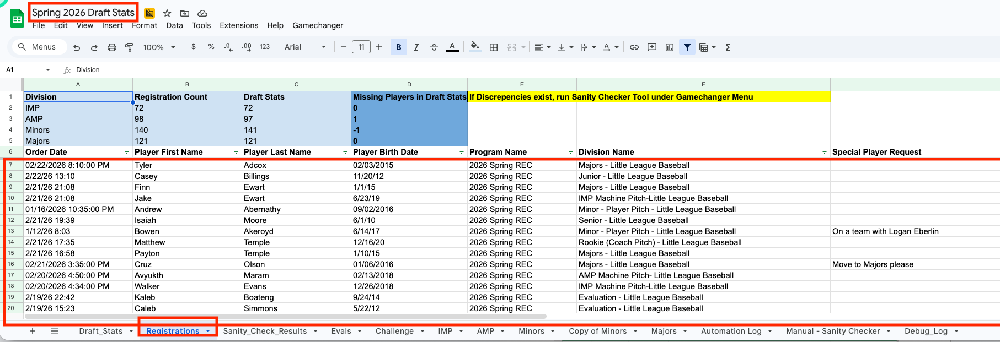 Spring 2026 Draft Stats
File Edit View Insert Format Data Tools Extensions Help Gamechanger
Menus 100% $ % .0 .00 123 Arial 11 B I A A Σ
A1 fx Division
A B C D E F
1 Division Registration Count Draft Stats Missing Players in Draft Stats If Discrepencies exist, run Sanity Checker Tool under Gamechanger Menu
2 IMP 72 72 0
3 AMP 98 97 1
4 Minors 140 141 -1
5 Majors 121 121 0
6 Order Date Player First Name Player Last Name Player Birth Date Program Name Division Name Special Player Request
7 02/22/2026 8:10:00 PM Tyler Adcox 02/03/2015 2026 Spring REC Majors - Little League Baseball
8 2/22/26 13:10 Casey Billings 11/20/12 2026 Spring REC Junior - Little League Baseball
9 2/21/26 21:08 Finn Ewart 1/1/15 2026 Spring REC Majors - Little League Baseball
10 2/21/26 21:08 Jake Ewart 6/23/19 2026 Spring REC IMP Machine Pitch-Little League Baseball
11 01/16/2026 10:35:00 PM Andrew Abernathy 09/02/2016 2026 Spring REC Minor - Player Pitch - Little League Baseball
12 2/21/26 19:39 Isaiah Moore 6/1/10 2026 Spring REC Senior - Little League Baseball
13 1/12/26 8:03 Bowen Akeroyd 6/14/17 2026 Spring REC Minor - Player Pitch - Little League Baseball On a team with Logan Eberlin
14 2/21/26 17:35 Matthew Temple 12/16/20 2026 Spring REC Rookie (Coach Pitch) - Little League Baseball
15 2/21/26 16:58 Payton Temple 1/10/15 2026 Spring REC Majors - Little League Baseball
16 02/21/2026 3:35:00 PM Cruz Olson 01/06/2016 2026 Spring REC Majors - Little League Baseball Move to Majors please
17 02/20/2026 4:50:00 PM Avyukth Maram 02/13/2018 2026 Spring REC AMP Machine Pitch- Little League Baseball
18 02/20/2026 4:34:00 PM Walker Evans 12/26/2018 2026 Spring REC IMP Machine Pitch-Little League Baseball
19 2/19/26 22:42 Kaleb Boateng 9/24/14 2026 Spring REC Evaluation - Little League Baseball
20 2/19/26 15:23 Caleb Simmons 5/22/12 2026 Spring REC Evaluation - Little League Baseball
Draft_Stats Registrations Sanity_Check_Results Evals Challenge IMP AMP Minors Copy of Minors Majors Automation Log Manual - Sanity Checker Debug_Log